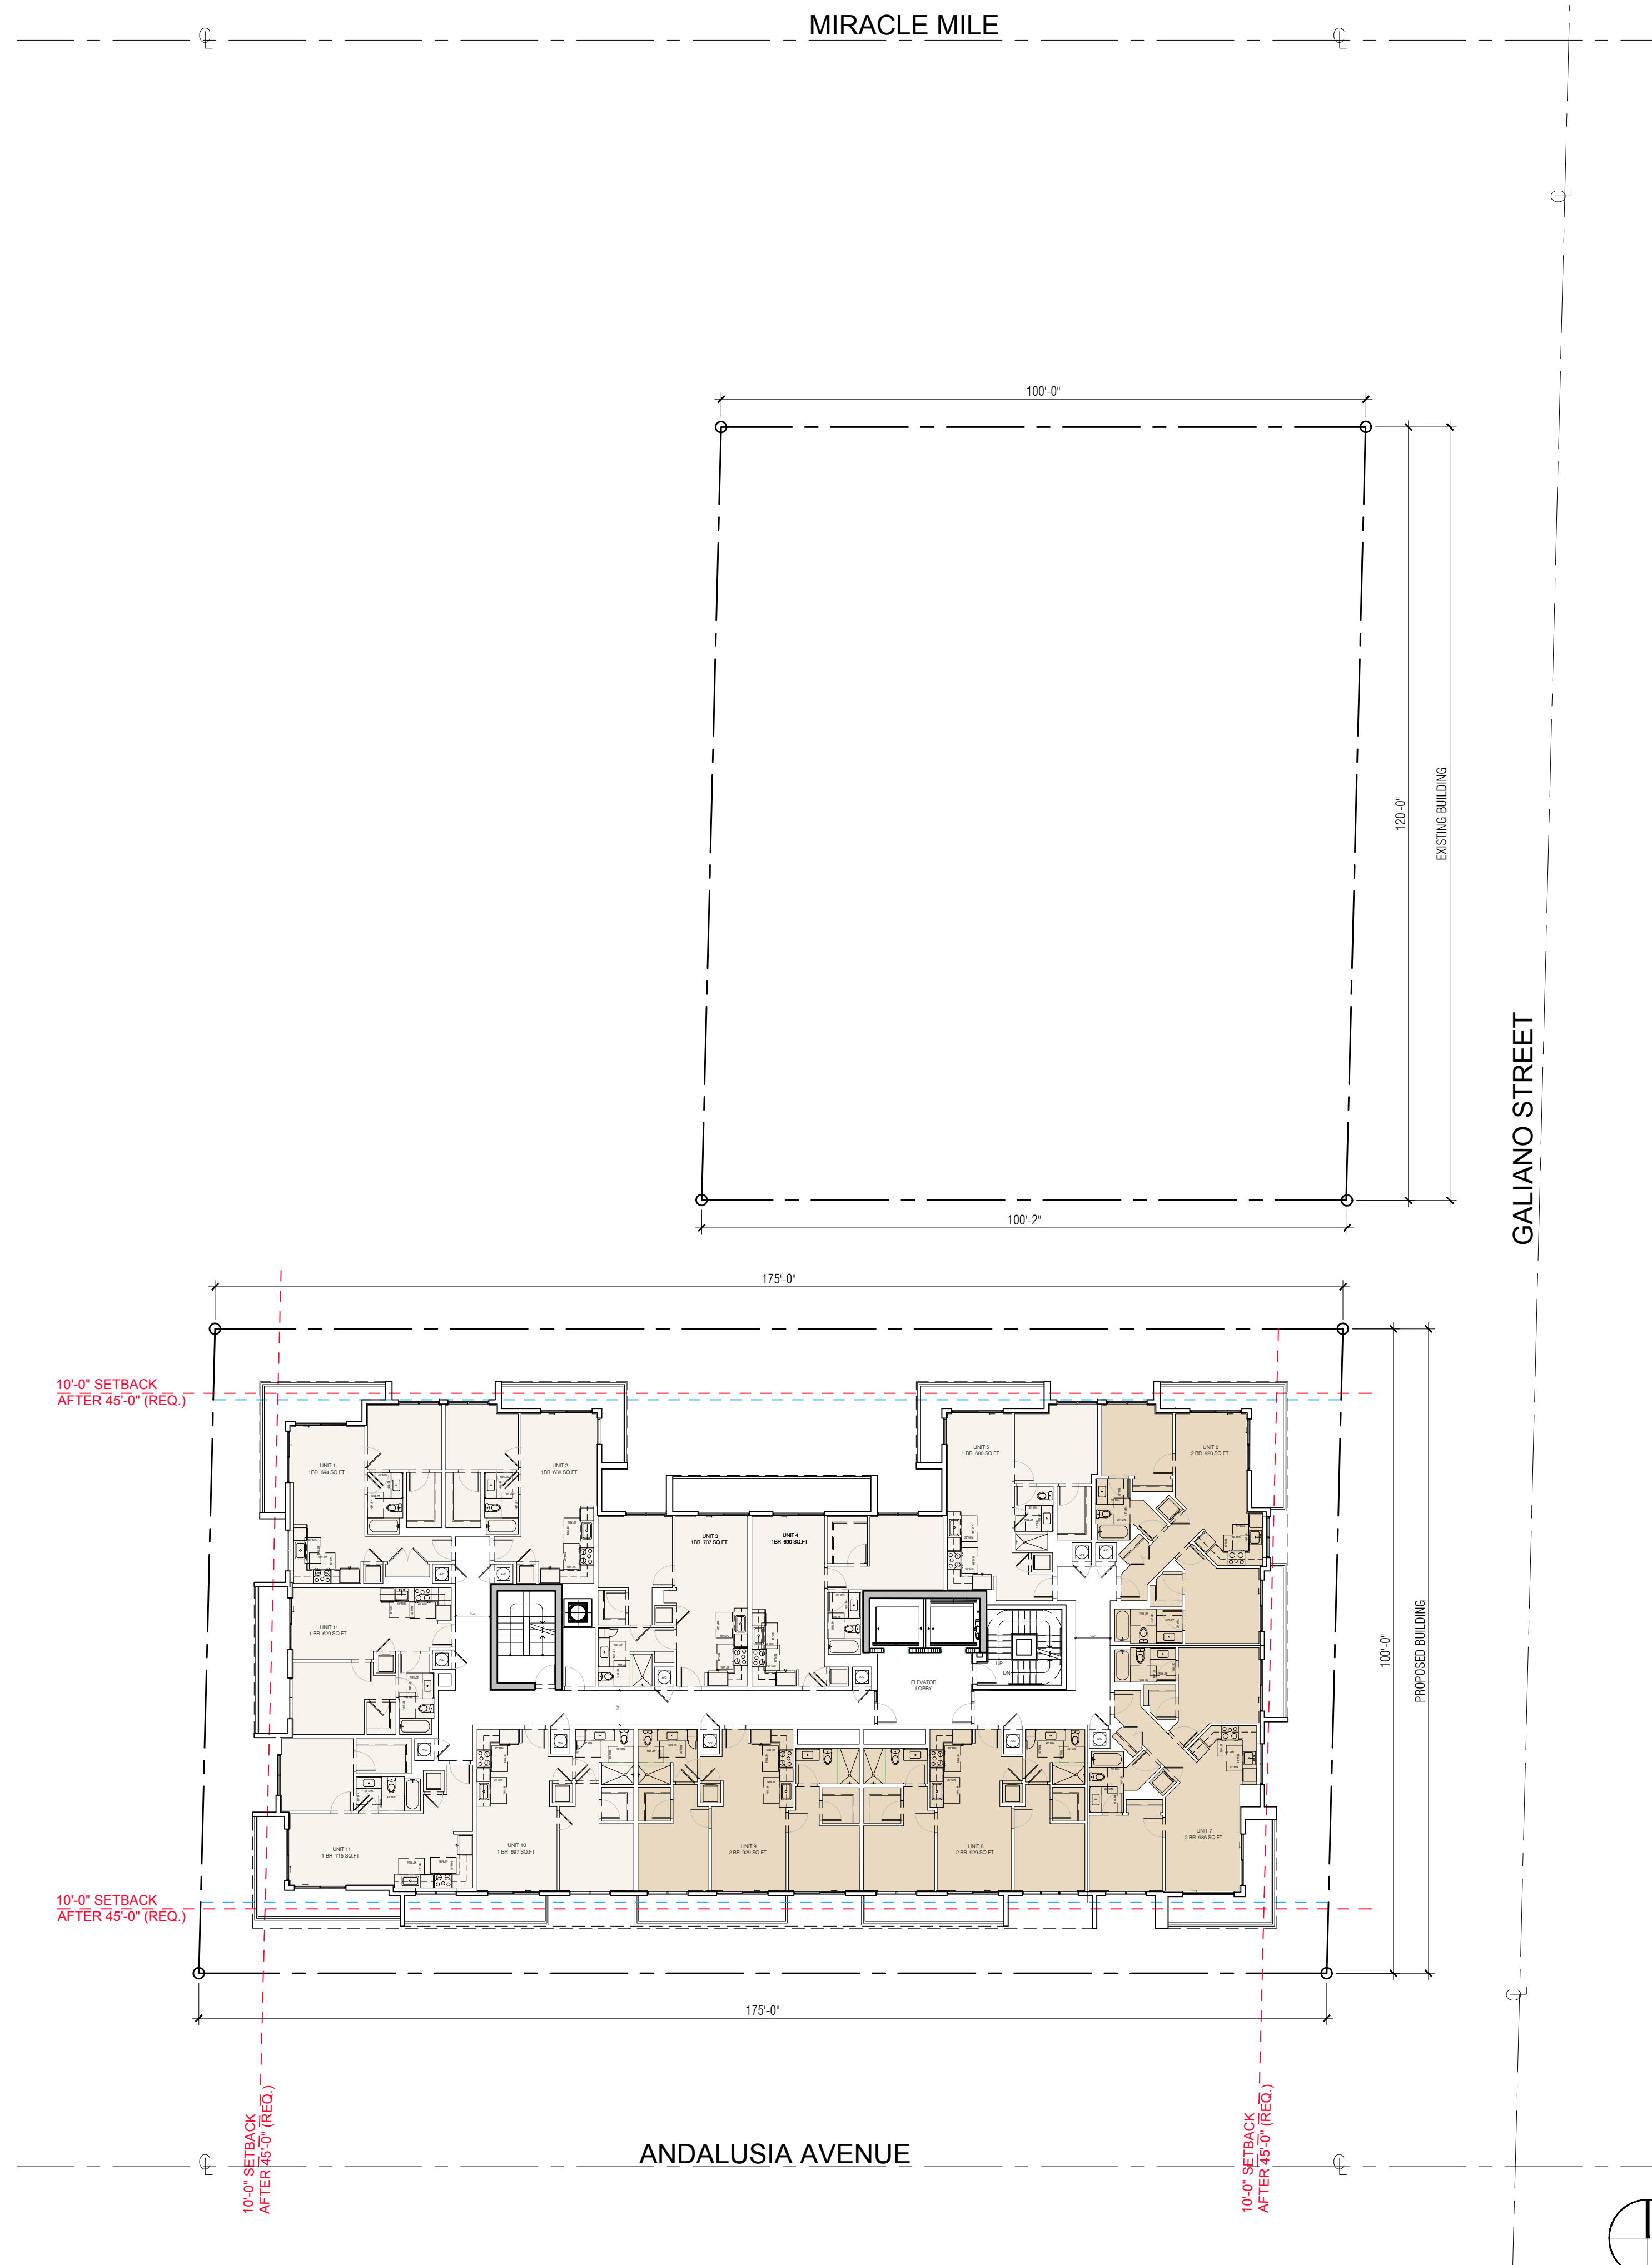 MIRACLE MILE
100'-0"
120'-0"
EXISTING BUILDING
GALIANO STREET
100'-2"
175'-0"
10'-0" SETBACK
AFTER 45'-0" (REQ.)
UNIT 1
1BR 694 SQ.FT
UNIT 2
1BR 638 SQ.FT
UNIT 5
1 BR 680 SQ.FT
UNIT 6
2 BR 920 SQ.FT
UNIT 3
1BR 707 SQ.FT
UNIT 4
1BR 690 SQ.FT
UNIT 11
1 BR 629 SQ.FT
UP
DN
ELEVATOR
LOBBY
100'-0"
PROPOSED BUILDING
UNIT 11
1 BR 715 SQ.FT
UNIT 10
1 BR 697 SQ.FT
UNIT 9
2 BR 929 SQ.FT
UNIT 8
2 BR 929 SQ.FT
UNIT 7
2 BR 986 SQ.FT
10'-0" SETBACK
AFTER 45'-0" (REQ.)
175'-0"
10'-0" SETBACK
AFTER 45'-0" (REQ.)
10'-0" SETBACK
AFTER 45'-0" (REQ.)
ANDALUSIA AVENUE